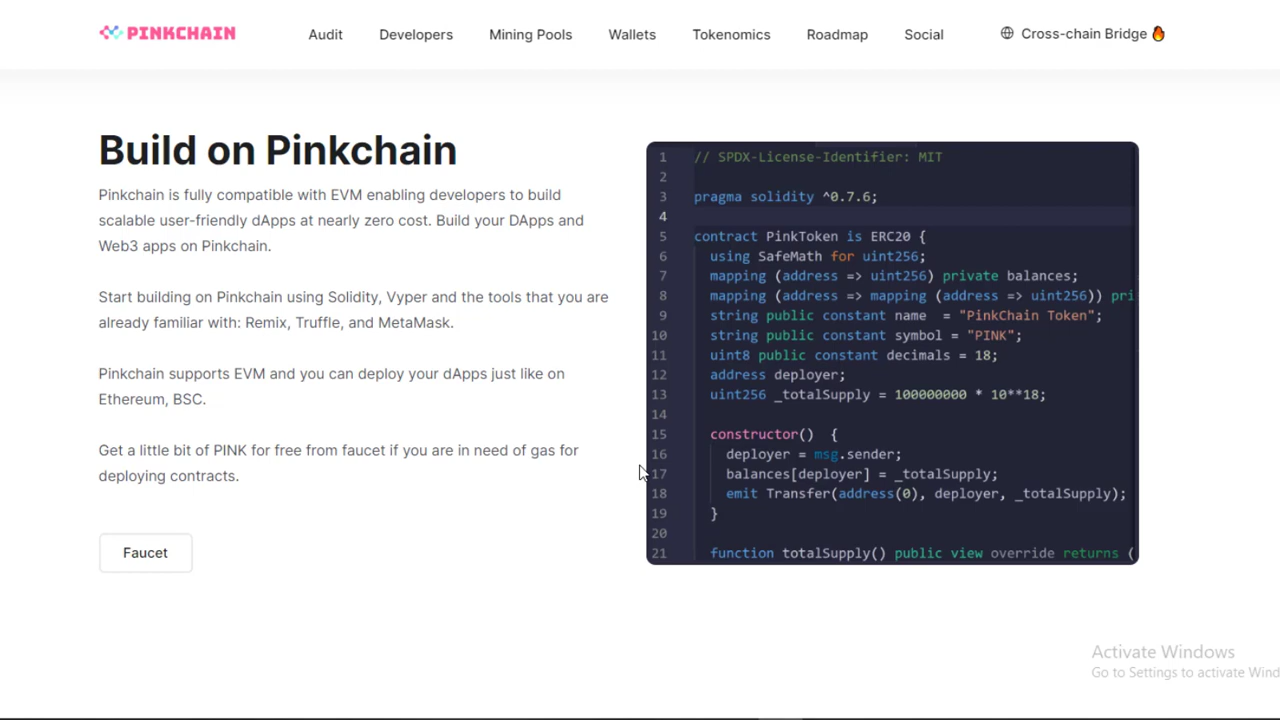 PINKCHAIN
Audit
Developers
Mining Pools
Wallets
Tokenomics
Roadmap
Social
Cross-chain Bridge
Build on Pinkchain
Pinkchain is fully compatible with EVM enabling developers to build
scalable user-friendly dApps at nearly zero cost. Build your DApps and
Web3 apps on Pinkchain.
Start building on Pinkchain using Solidity, Vyper and the tools that you are
already familiar with: Remix, Truffle, and MetaMask.
Pinkchain supports EVM and you can deploy your dApps just like on
Ethereum, BSC.
Get a little bit of PINK for free from faucet if you are in need of gas for
deploying contracts.
Faucet
1 // SPDX-License-Identifier: MIT
2
3 pragma solidity ^0.7.6;
4
5 contract PinkToken is ERC20 {
6 using SafeMath for uint256;
7 mapping (address => uint256) private balances;
8 mapping (address => mapping (address => uint256)) pri
9 string public constant name = "PinkChain Token";
10 string public constant symbol = "PINK";
11 uint8 public constant decimals = 18;
12 address deployer;
13 uint256 _totalSupply = 100000000 * 10**18;
14
15 constructor() {
16 deployer = msg.sender;
17 balances[deployer] = _totalSupply;
18 emit Transfer(address(0), deployer, _totalSupply);
19 }
20
21 function totalSupply() public view override returns (
Activate Windows
Go to Settings to activate Wind